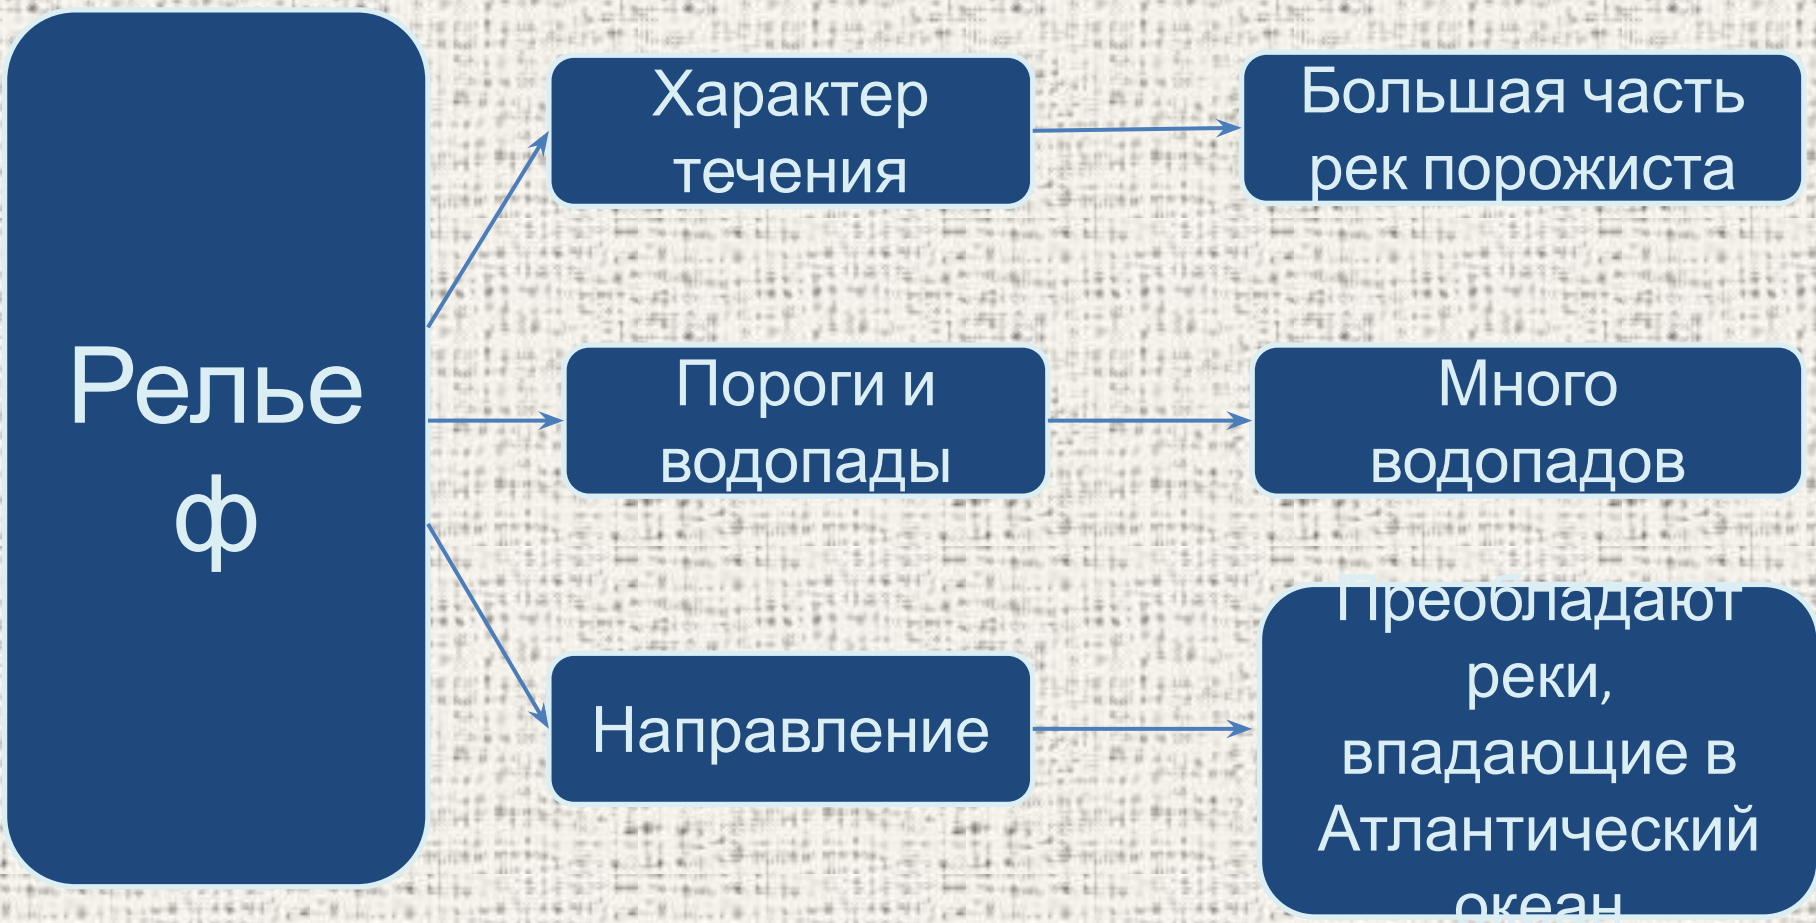 Релье
ф
Характер
течения
Большая часть
рек порожиста
Пороги и
водопады
Много
водопадов
Направление
Преобладают
реки,
впадающие в
Атлантический
океан